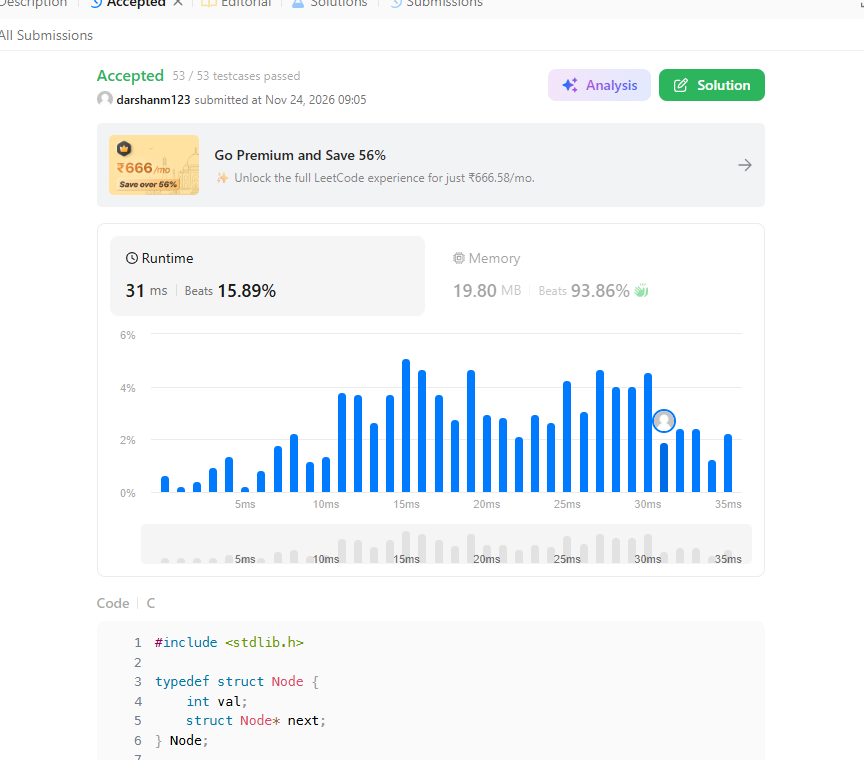 Description Accepted Editorial Solutions Submissions
All Submissions
Accepted 53 / 53 testcases passed
darshanm123 submitted at Nov 24, 2026 09:05
Analysis
Solution
₹666 /mo
Save over 56%
Go Premium and Save 56%
Unlock the full LeetCode experience for just ₹666.58/mo.
Runtime
31 ms Beats 15.89%
Memory
19.80 MB Beats 93.86%
6%
4%
2%
0%
5ms 10ms 15ms 20ms 25ms 30ms 35ms
5ms 10ms 15ms 20ms 25ms 30ms 35ms
Code C
1 #include <stdlib.h>
2
3 typedef struct Node {
4 int val;
5 struct Node* next;
6 } Node;
7